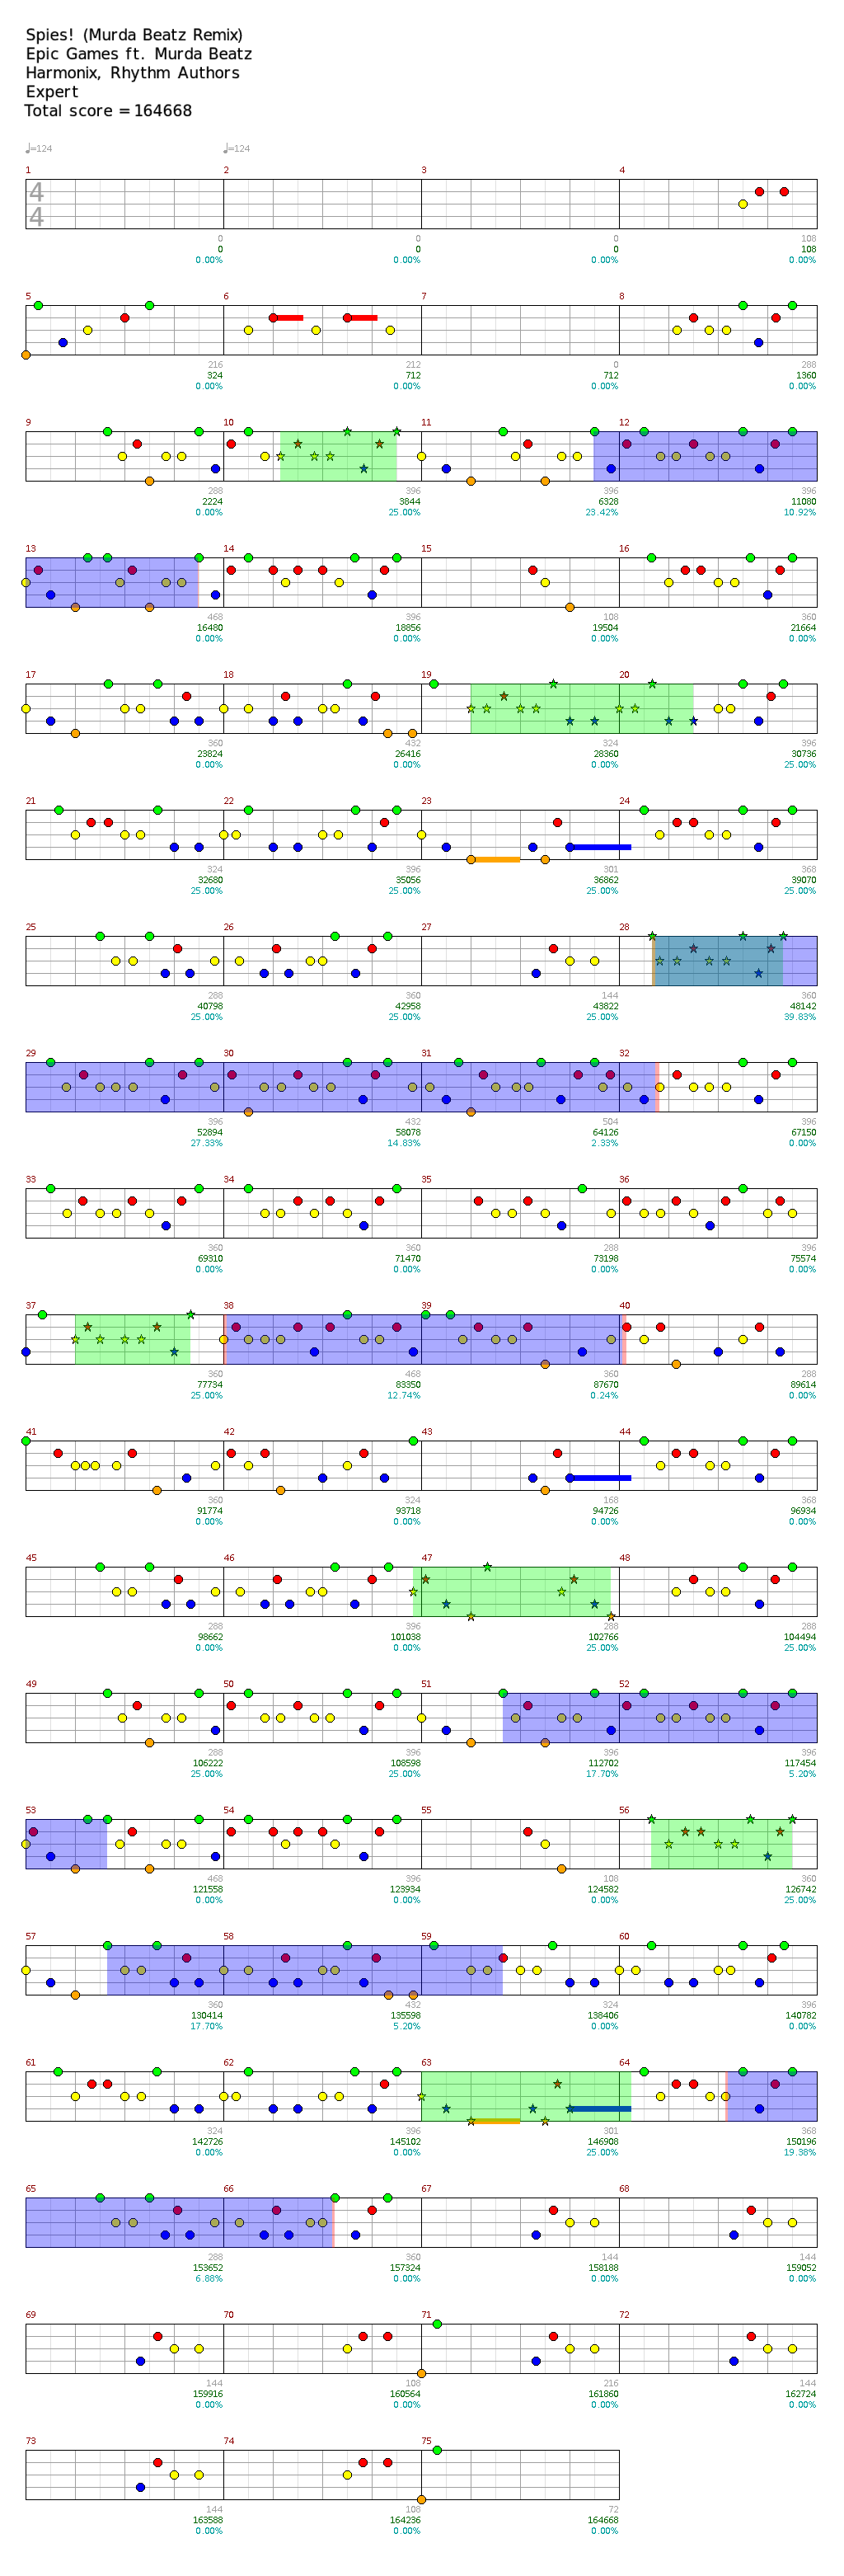 Spies! (Murda Beatz Remix)
Epic Games ft. Murda Beatz
Harmonix, Rhythm Authors
Expert
Total score = 164668
♩=124 ♩=124
1 2 3 4
4
4
0 0 0 108
0 0 0 108
0.00% 0.00% 0.00% 0.00%
5 6 7 8
216 212 0 288
324 712 712 1360
0.00% 0.00% 0.00% 0.00%
9 10 11 12
288 396 396 396
2224 3844 6328 11080
0.00% 25.00% 23.42% 10.92%
13 14 15 16
468 396 108 360
16480 18856 19504 21664
0.00% 0.00% 0.00% 0.00%
17 18 19 20
360 432 324 396
23824 26416 28360 30736
0.00% 0.00% 0.00% 25.00%
21 22 23 24
324 396 301 368
32680 35056 36862 39070
25.00% 25.00% 25.00% 25.00%
25 26 27 28
288 360 144 360
40798 42958 43822 48142
25.00% 25.00% 25.00% 39.83%
29 30 31 32
396 432 504 396
52894 58078 64126 67150
27.33% 14.83% 2.33% 0.00%
33 34 35 36
360 360 288 396
69310 71470 73198 75574
0.00% 0.00% 0.00% 0.00%
37 38 39 40
360 468 360 288
77734 83350 87670 89614
25.00% 12.74% 0.24% 0.00%
41 42 43 44
360 324 168 368
91774 93718 94726 96934
0.00% 0.00% 0.00% 0.00%
45 46 47 48
288 396 288 288
98662 101038 102766 104494
0.00% 0.00% 25.00% 25.00%
49 50 51 52
288 396 396 396
106222 108598 112702 117454
25.00% 25.00% 17.70% 5.20%
53 54 55 56
468 396 108 360
121558 123934 124582 126742
0.00% 0.00% 0.00% 25.00%
57 58 59 60
360 432 324 396
130414 135598 138406 140782
17.70% 5.20% 0.00% 0.00%
61 62 63 64
324 396 301 368
142726 145102 146908 150196
0.00% 0.00% 25.00% 19.38%
65 66 67 68
288 360 144 144
153652 157324 158188 159052
6.88% 0.00% 0.00% 0.00%
69 70 71 72
144 108 216 144
159916 160564 161860 162724
0.00% 0.00% 0.00% 0.00%
73 74 75
144 108 72
163588 164236 164668
0.00% 0.00% 0.00%